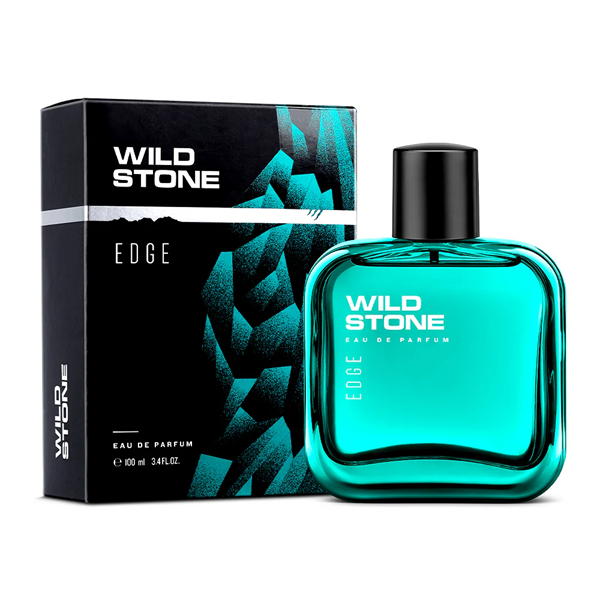 WILD
STONE
EDGE
EAU DE PARFUM
℮ 100 ml 3.4 FL.OZ.
WILD
STONE
WILD
STONE
EAU DE PARFUM
EDGE